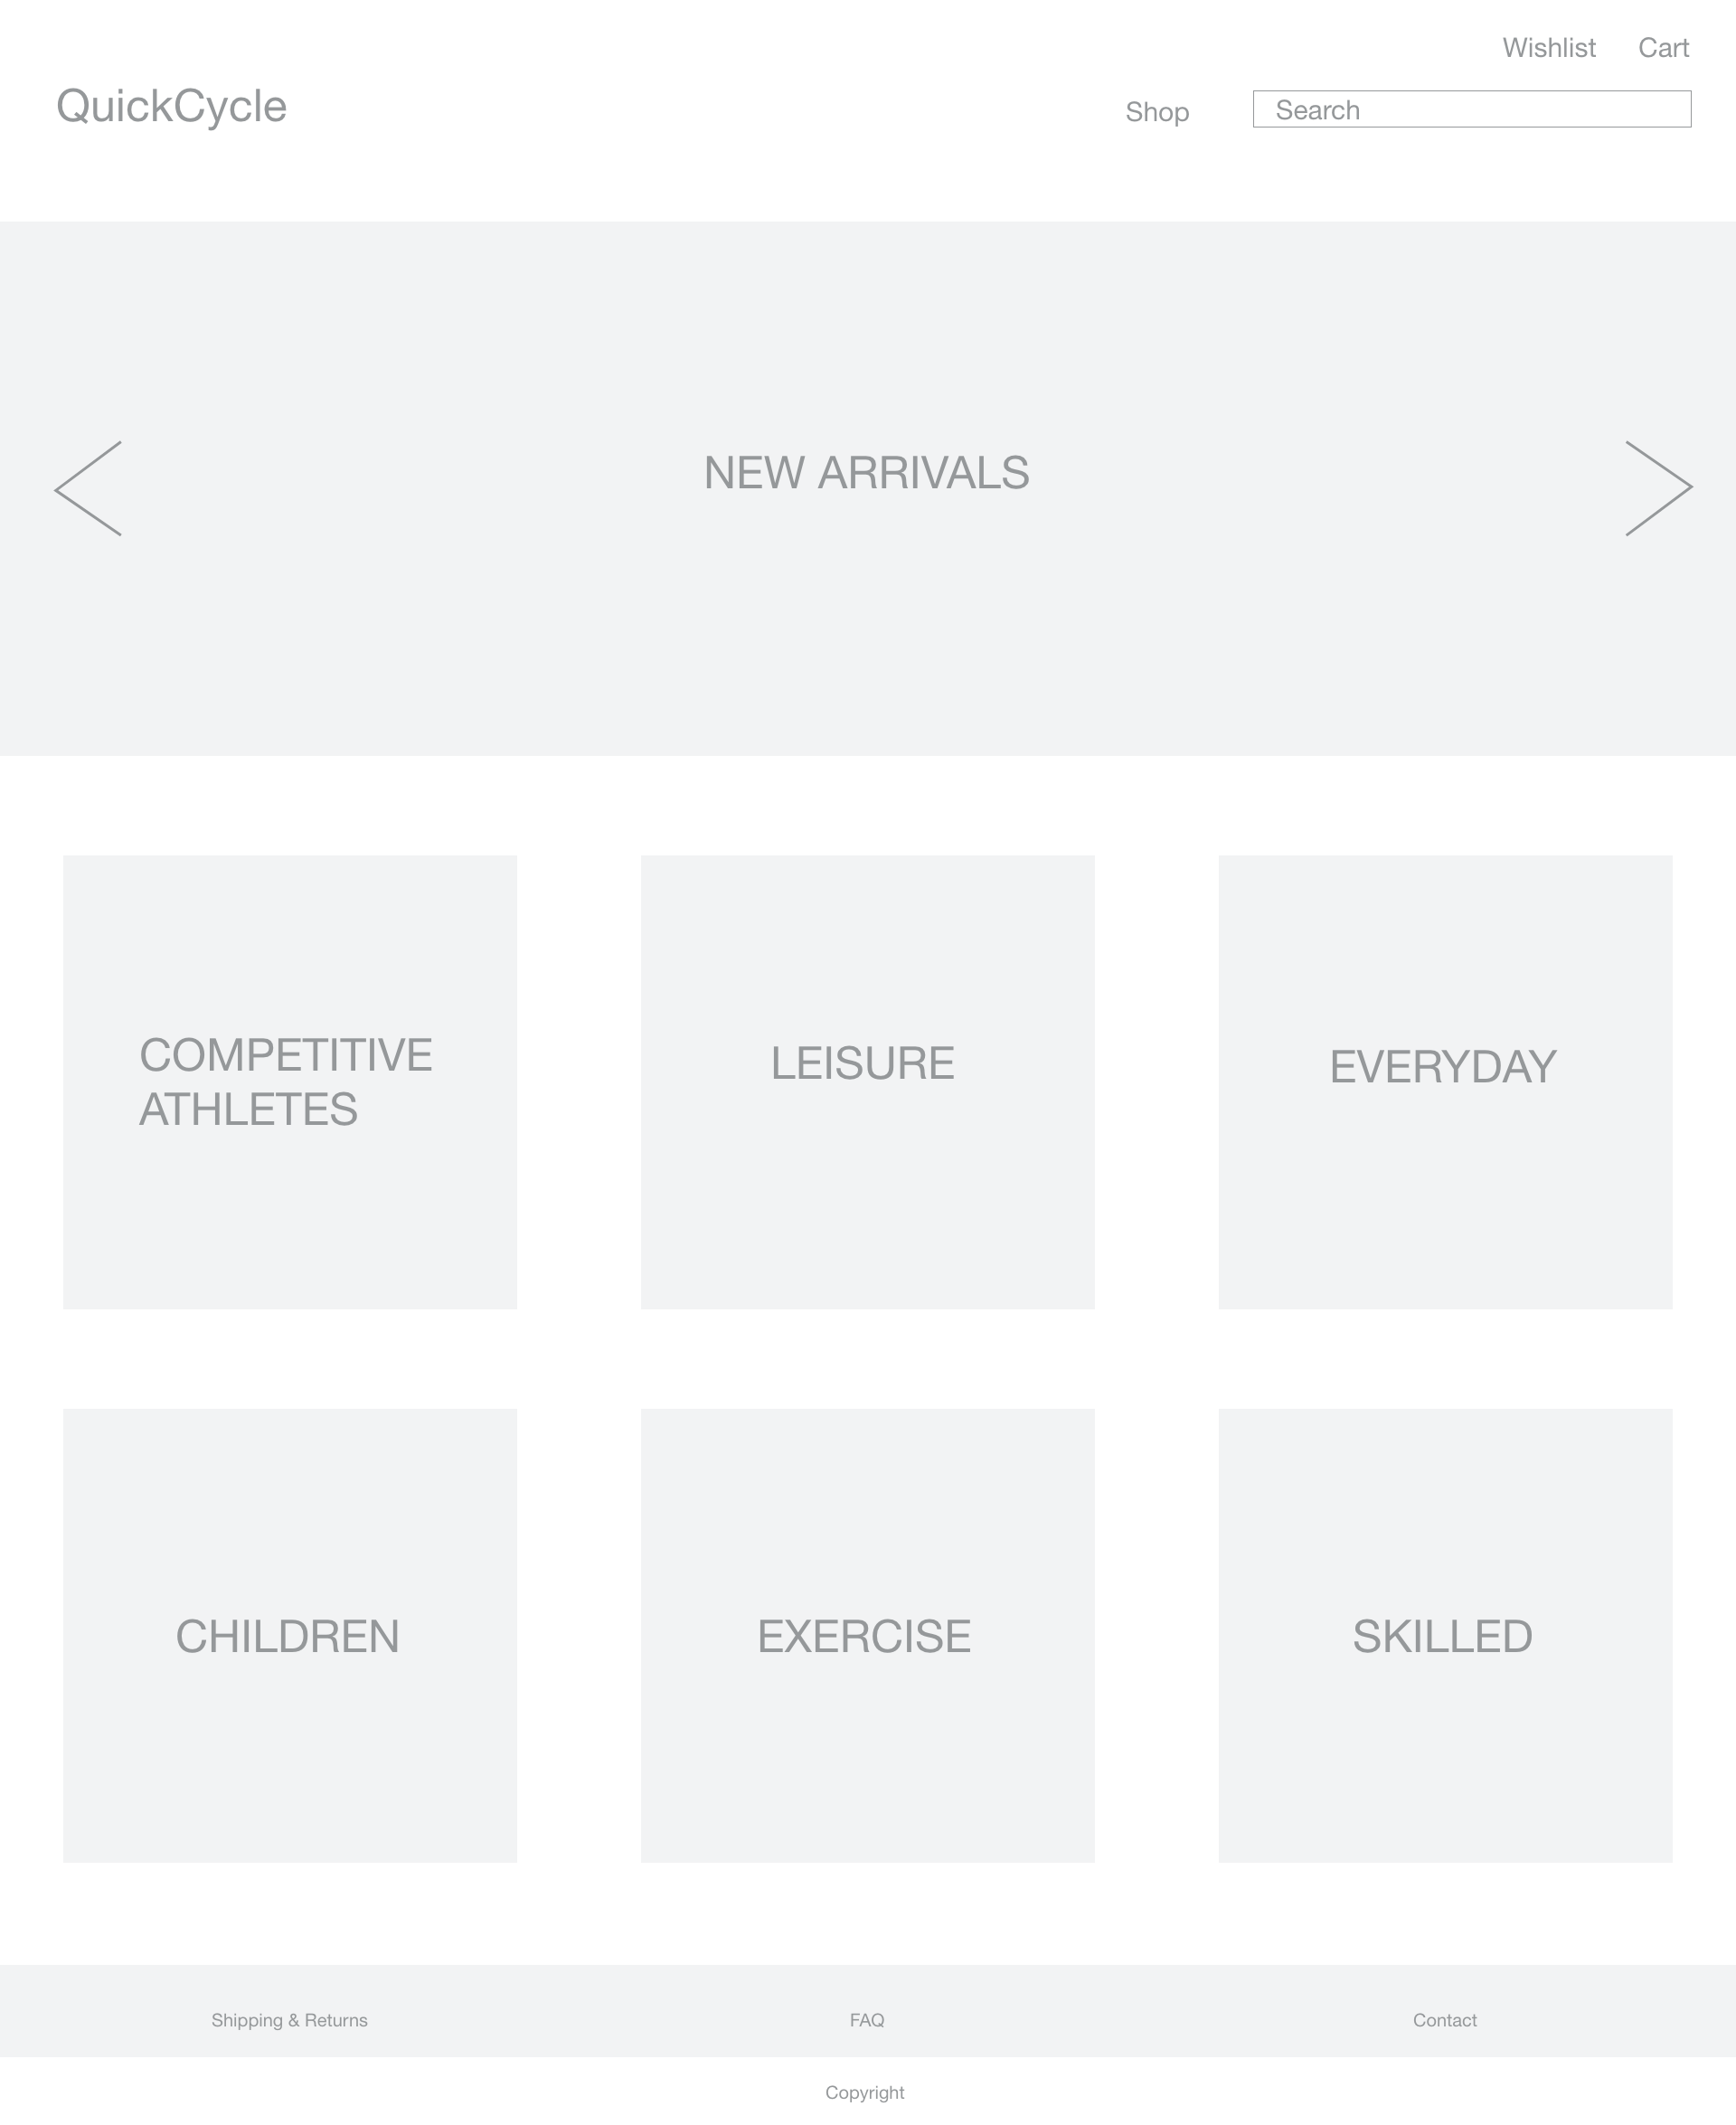 Wishlist Cart
QuickCycle
Shop
Search
NEW ARRIVALS
COMPETITIVE
ATHLETES
LEISURE
EVERYDAY
CHILDREN
EXERCISE
SKILLED
Shipping & Returns
FAQ
Contact
Copyright